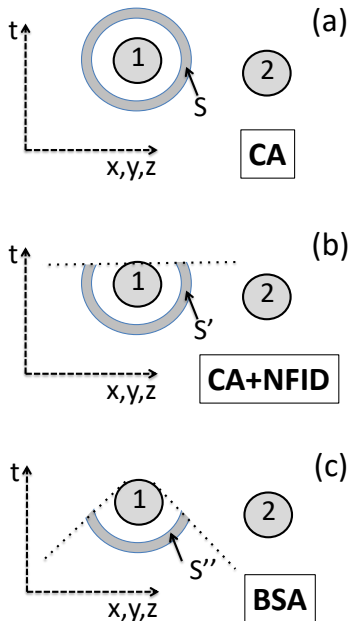 (a)
t
1
2
S
CA
x,y,z
(b)
t
1
2
S'
CA+NFID
x,y,z
(c)
t
1
2
S''
BSA
x,y,z